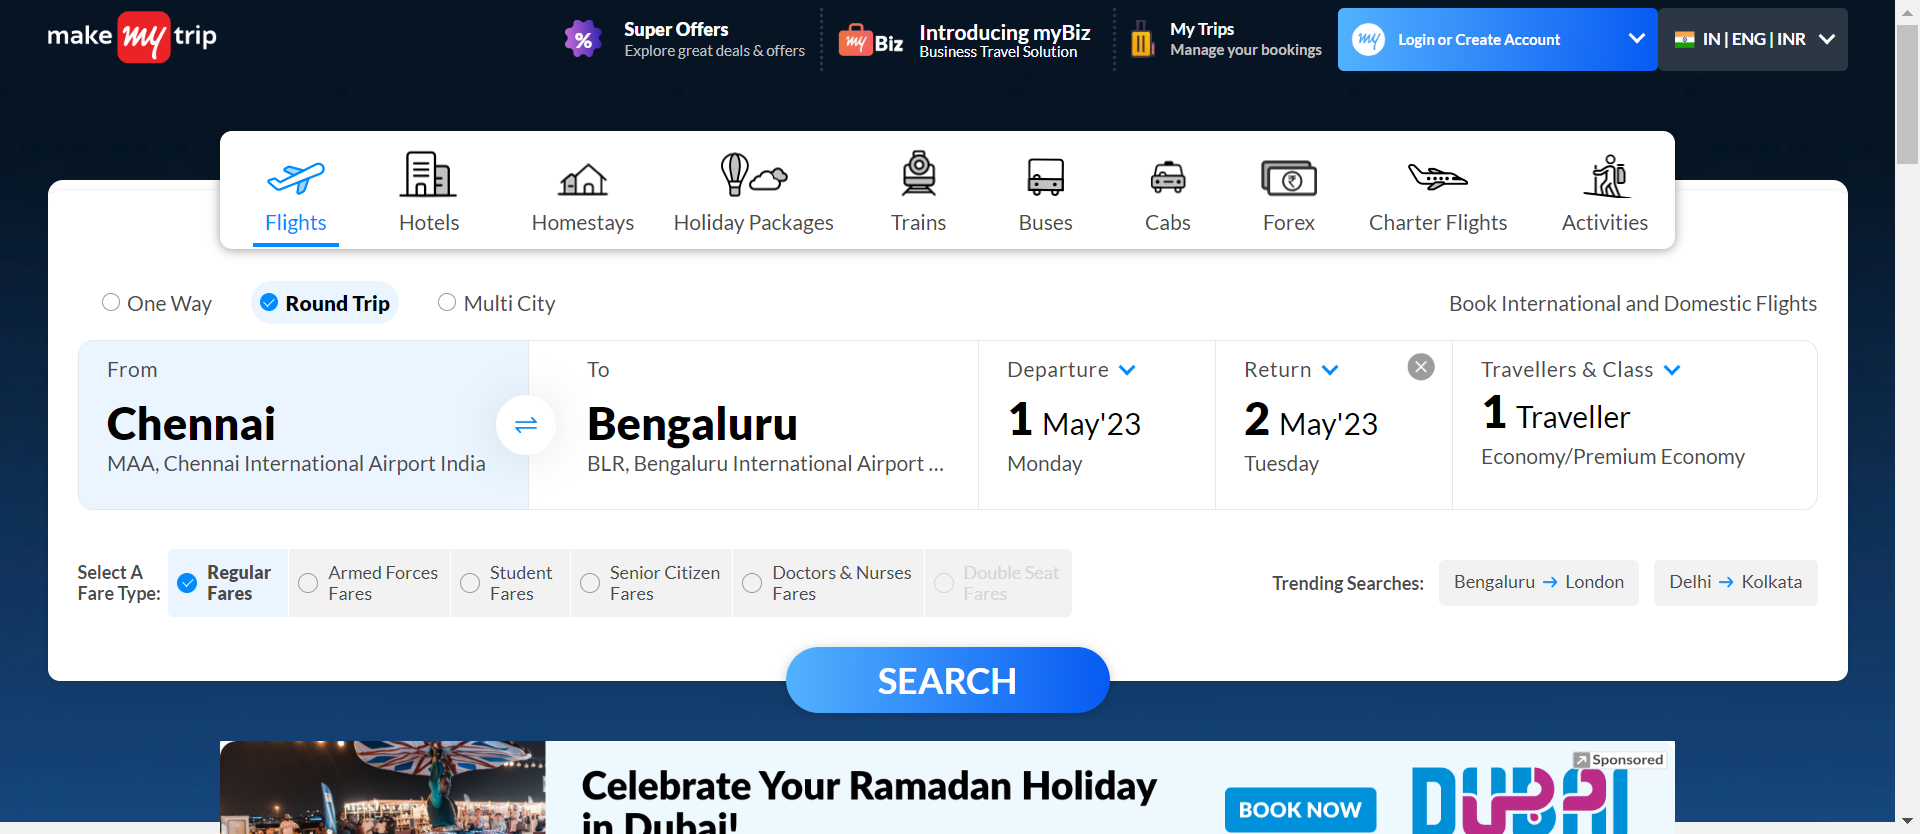 make my trip
Super Offers
Explore great deals & offers
my Biz
Introducing myBiz
Business Travel Solution
My Trips
Manage your bookings
my Login or Create Account
IN | ENG | INR
Flights
Hotels
Homestays
Holiday Packages
Trains
Buses
Cabs
Forex
Charter Flights
Activities
One Way
Round Trip
Multi City
Book International and Domestic Flights
From
Chennai
MAA, Chennai International Airport India
To
Bengaluru
BLR, Bengaluru International Airport ...
Departure
1 May'23
Monday
Return
2 May'23
Tuesday
Travellers & Class
1 Traveller
Economy/Premium Economy
Select A
Fare Type:
Regular
Fares
Armed Forces
Fares
Student
Fares
Senior Citizen
Fares
Doctors & Nurses
Fares
Double Seat
Fares
Trending Searches:
Bengaluru → London
Delhi → Kolkata
SEARCH
Celebrate Your Ramadan Holiday
in Dubai!
BOOK NOW
Sponsored
DUBAI